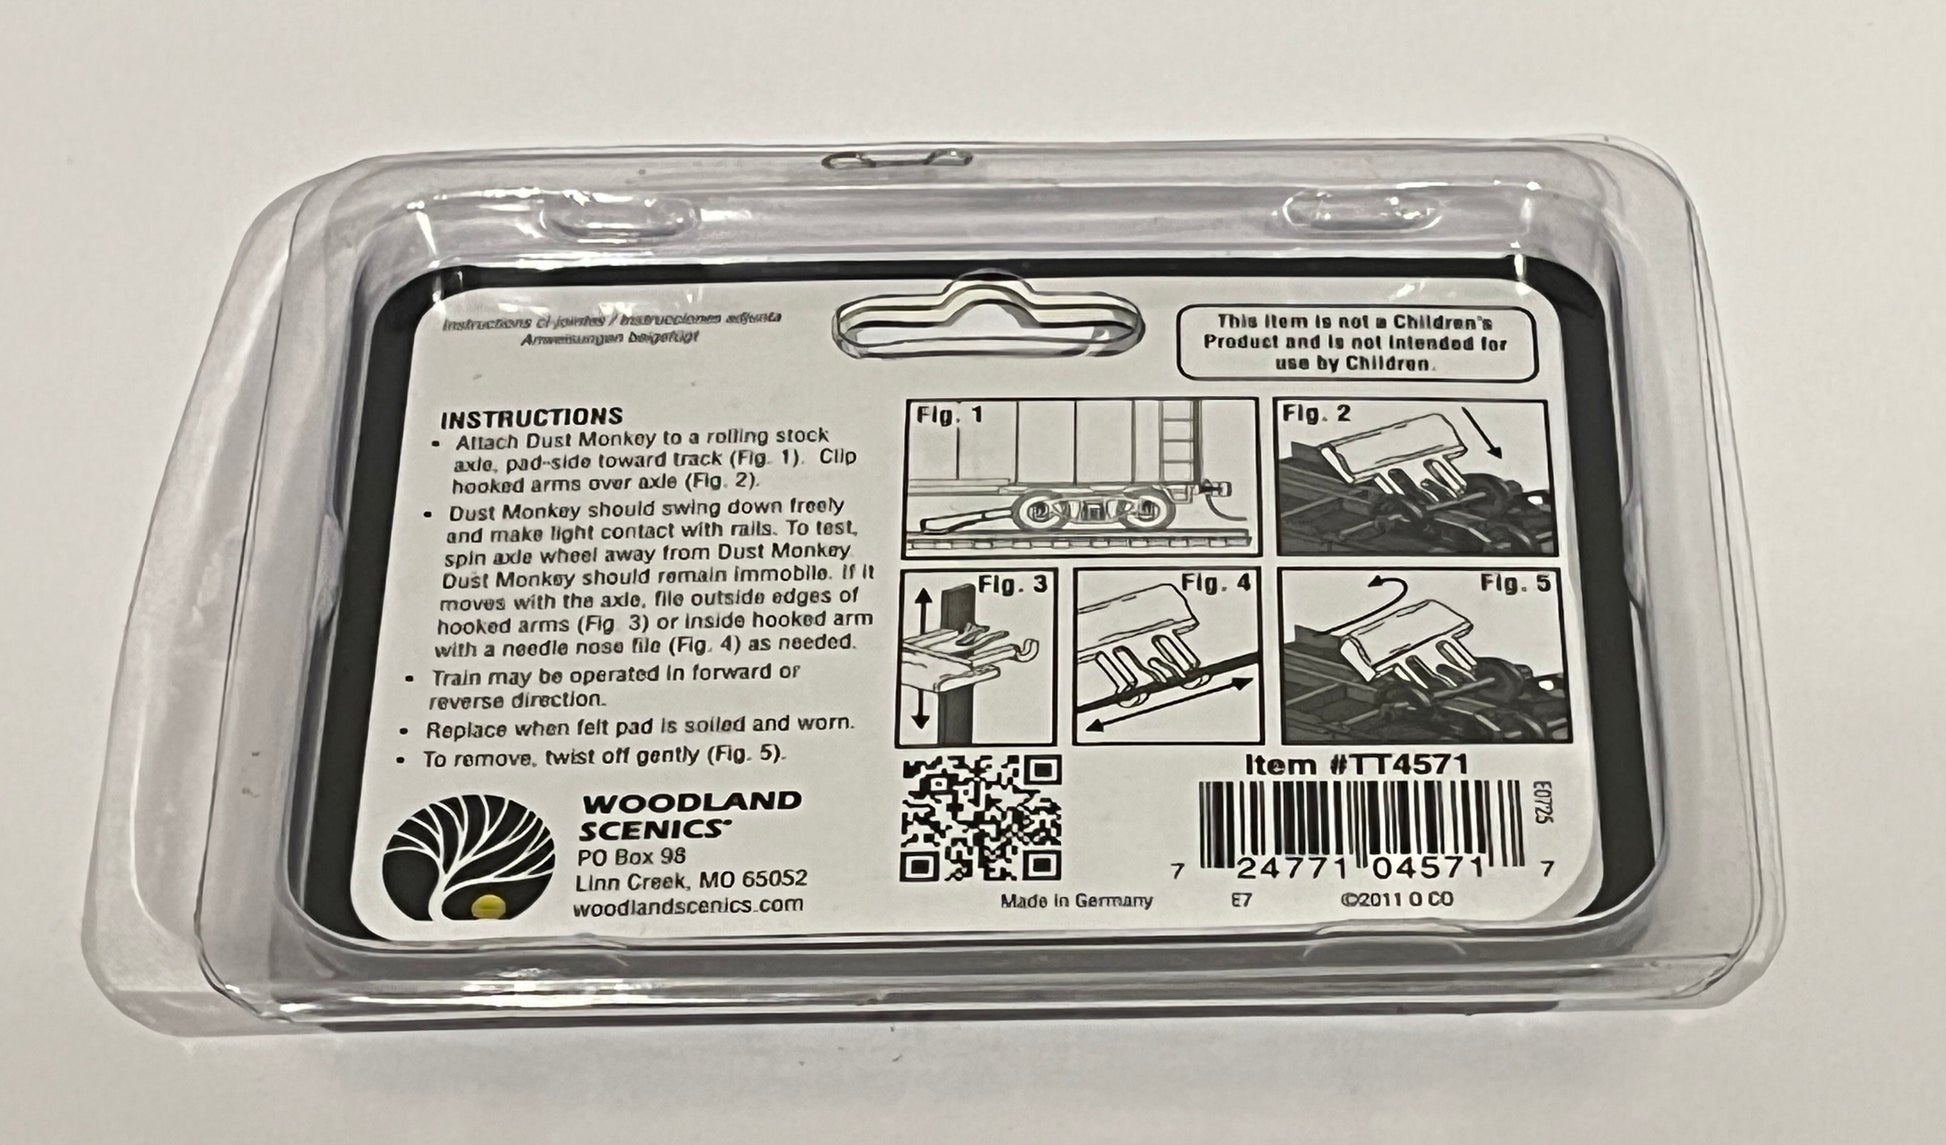 Instructions ci-jointes / Instrucciones adjunta
Anweisungen beigefügt
This item is not a Children's
Product and is not intended for
use by Children.
INSTRUCTIONS
• Attach Dust Monkey to a rolling stock
axle, pad-side toward track (Fig. 1). Clip
hooked arms over axle (Fig. 2).
• Dust Monkey should swing down freely
and make light contact with rails. To test,
spin axle wheel away from Dust Monkey.
Dust Monkey should remain immobile. If it
moves with the axle, file outside edges of
hooked arms (Fig. 3) or inside hooked arm
with a needle nose file (Fig. 4) as needed.
• Train may be operated in forward or
reverse direction.
• Replace when felt pad is soiled and worn.
• To remove, twist off gently (Fig. 5).
Fig. 1
Fig. 2
Fig. 3
Fig. 4
Fig. 5
WOODLAND
SCENICS
PO Box 98
Linn Creek, MO 65052
woodlandscenics.com
Item #TT4571
E0725
7 24771 04571 7
Made in Germany
E7
©2011 O CO